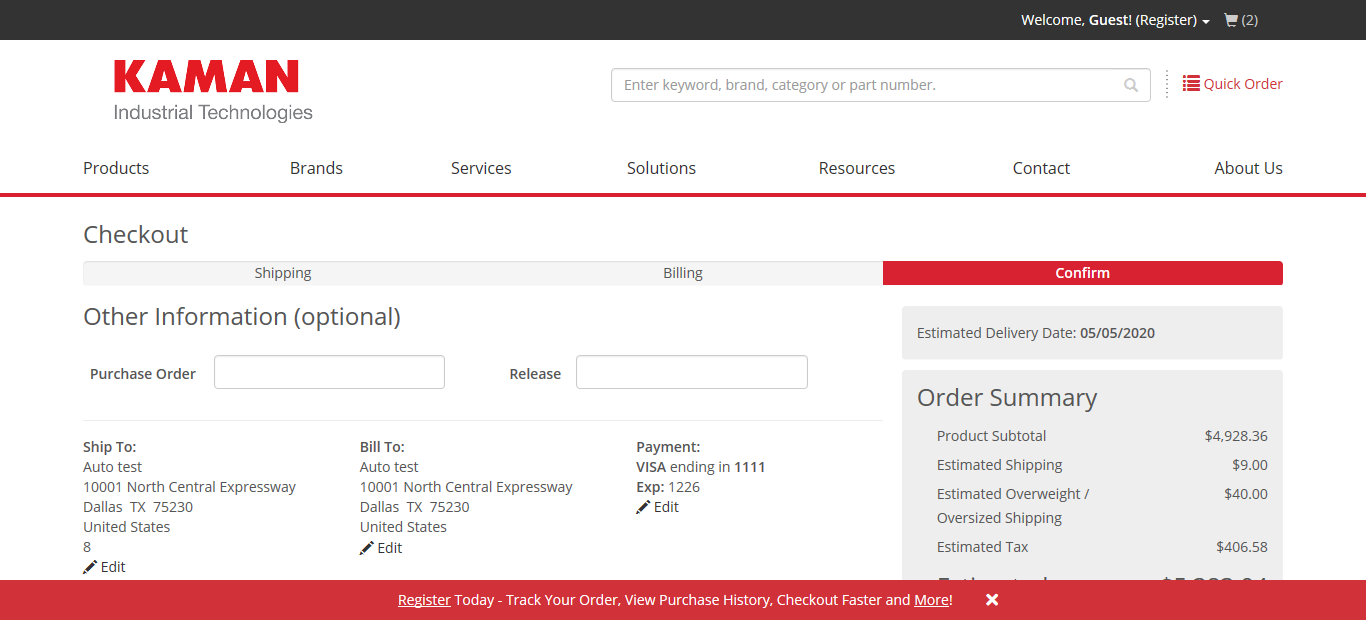 Welcome, Guest! (Register) (2)
KAMAN
Industrial Technologies
Enter keyword, brand, category or part number.
Quick Order
Products Brands Services Solutions Resources Contact About Us
Checkout
Shipping Billing Confirm
Other Information (optional)
Purchase Order
Release
Ship To:
Auto test
10001 North Central Expressway
Dallas TX 75230
United States
8
Edit
Bill To:
Auto test
10001 North Central Expressway
Dallas TX 75230
United States
Edit
Payment:
VISA ending in 1111
Exp: 1226
Edit
Estimated Delivery Date: 05/05/2020
Order Summary
Product Subtotal $4,928.36
Estimated Shipping $9.00
Estimated Overweight / $40.00
Oversized Shipping
Estimated Tax $406.58
Register Today - Track Your Order, View Purchase History, Checkout Faster and More!